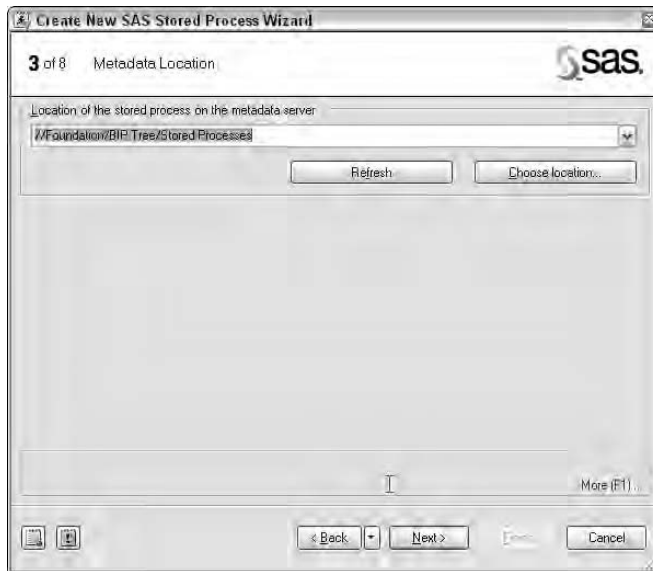 Create New SAS Stored Process Wizard
3 of 8 Metadata Location
sas.
Location of the stored process on the metadata server
//Foundation/BIP Tree/Stored Processes
Refresh Choose location...
More (F1)...
< Back Next > Cancel